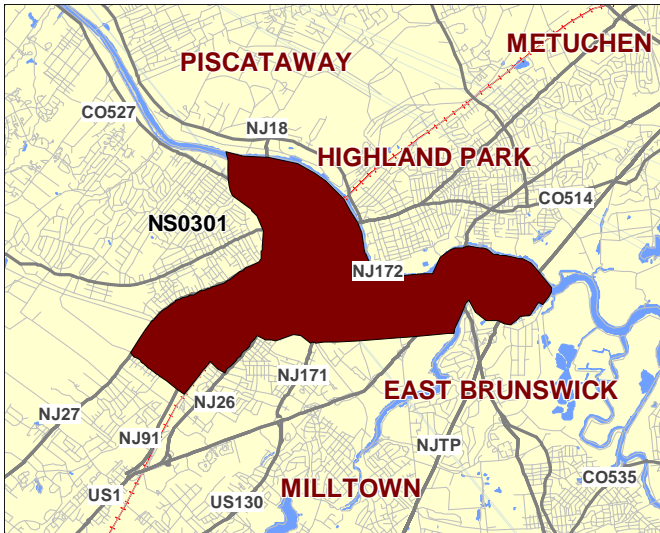 METUCHEN
PISCATAWAY
CO527
NJ18
HIGHLAND PARK
CO514
NS0301
NJ172
EAST BRUNSWICK
NJ171
NJ26
NJ27
NJ91
NJTP
CO535
MILLTOWN
US1
US130